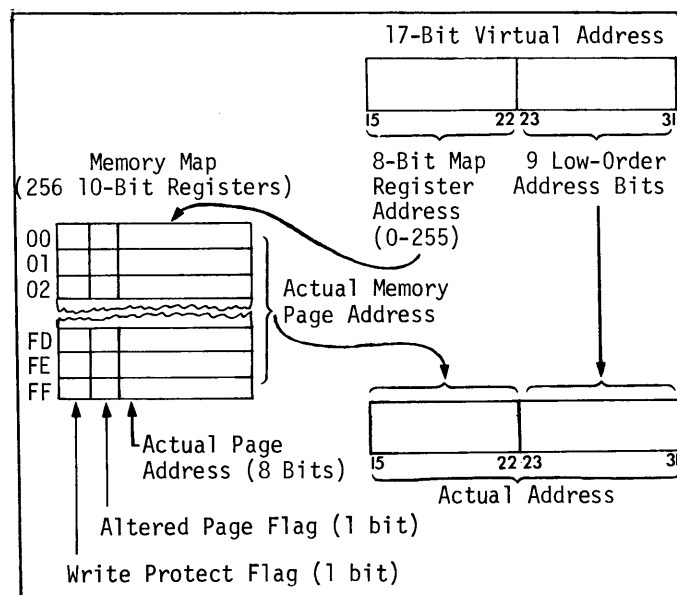 17-Bit Virtual Address
15 22 23 31
Memory Map
(256 10-Bit Registers)
8-Bit Map
Register
Address
(0-255)
9 Low-Order
Address Bits
00
01
02
FD
FE
FF
Actual Memory
Page Address
15 22 23 31
Actual Address
Actual Page
Address (8 Bits)
Altered Page Flag (1 bit)
Write Protect Flag (1 bit)